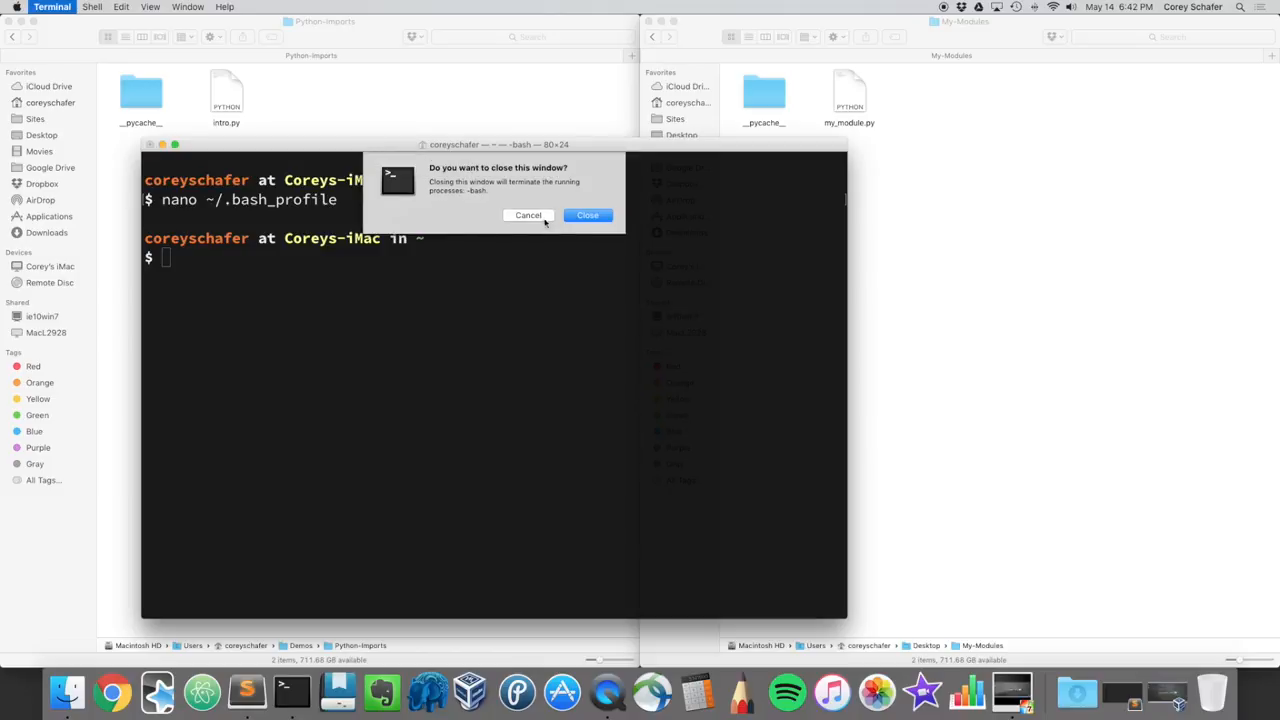 Terminal Shell Edit View Window Help May 14 6:42 PM Corey Schafer
Python-Imports
Search
Python-Imports
Favorites
iCloud Drive
coreyschafer
Sites
Desktop
Movies
Google Drive
Dropbox
AirDrop
Applications
Downloads
Devices
Corey's iMac
Remote Disc
Shared
ie10win7
MacL2928
Tags
Red
Orange
Yellow
Green
Blue
Purple
Gray
All Tags...
PYTHON
__pycache__ intro.py
Macintosh HD Users coreyschafer Demos Python-Imports
2 items, 711.68 GB available
My-Modules
Search
My-Modules
Favorites
iCloud Dri...
coreyscha...
Sites
Desktop
PYTHON
__pycache__ my_module.py
Macintosh HD Users coreyschafer Desktop My-Modules
2 items, 711.68 GB available
coreyschafer — ~ — -bash — 80×24
coreyschafer at Coreys-iM
$ nano ~/.bash_profile
coreyschafer at Coreys-iMac in ~
$
>_
Do you want to close this window?
Closing this window will terminate the running
processes: -bash.
Cancel Close